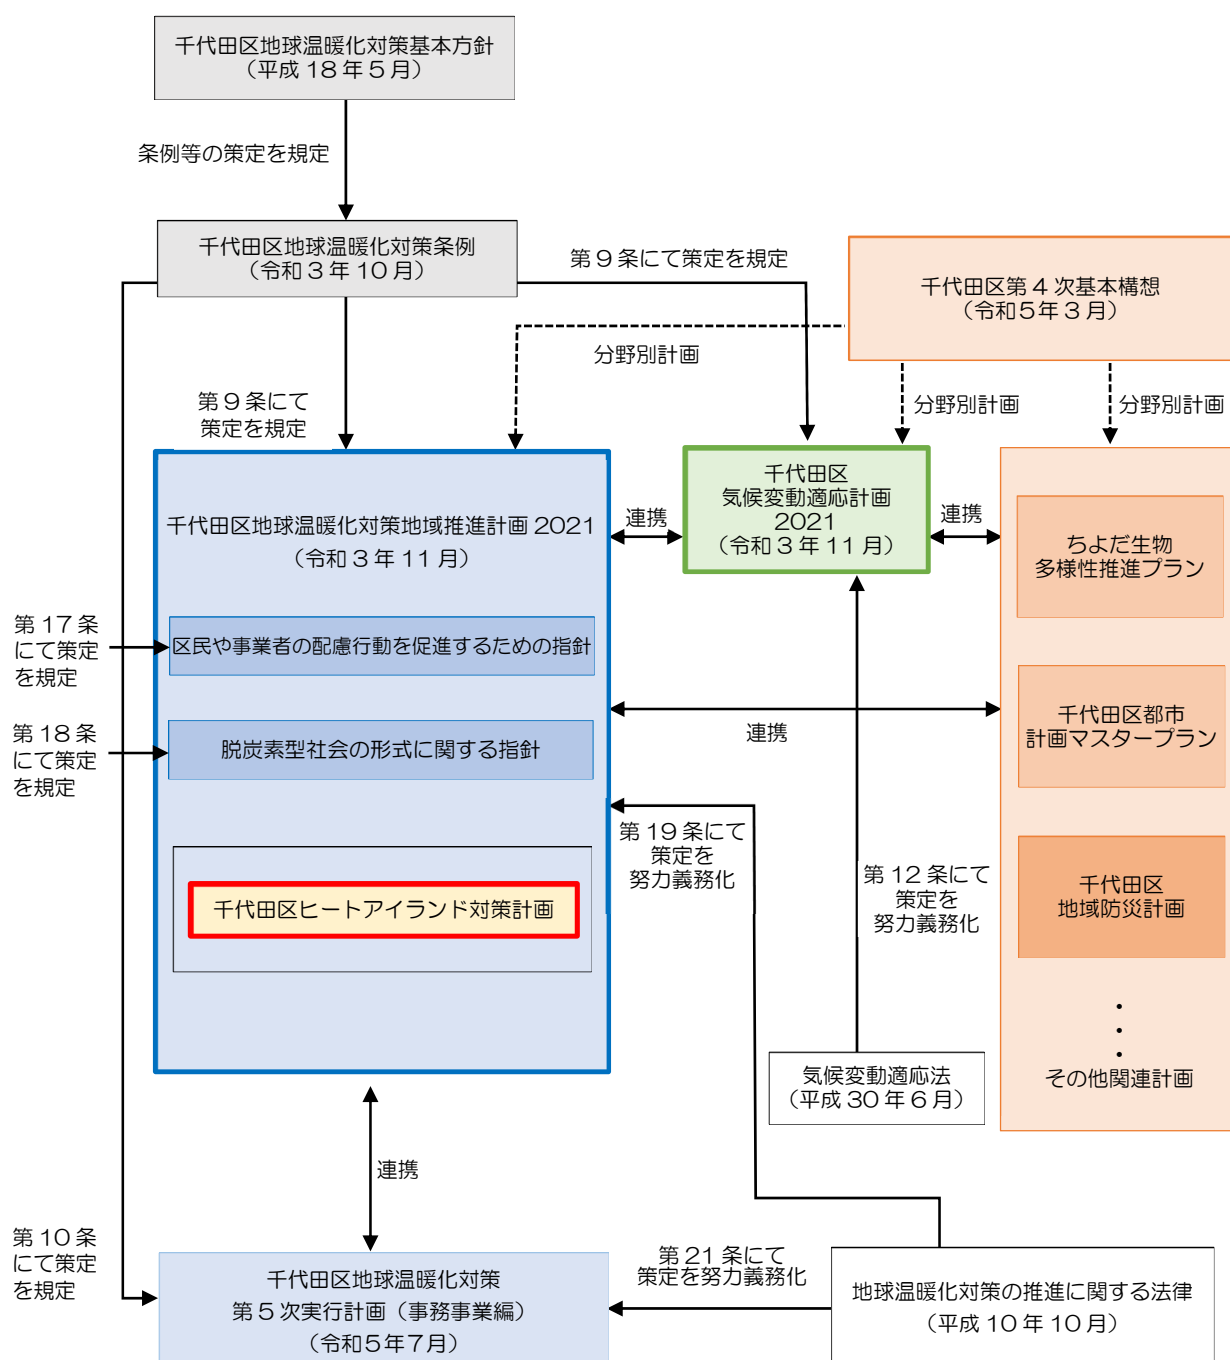 千代田区地球温暖化対策基本方針
（平成 18 年 5 月）
条例等の策定を規定
千代田区地球温暖化対策条例
（令和 3 年 10 月）
第 9 条にて策定を規定
千代田区第 4 次基本構想
（令和5年 3 月）
分野別計画
分野別計画
分野別計画
第 9 条にて
策定を規定
千代田区地球温暖化対策地域推進計画 2021
（令和 3 年 11 月）
連携
千代田区
気候変動適応計画
2021
（令和 3 年 11 月）
連携
ちよだ生物
多様性推進プラン
第 17 条
にて策定
を規定
区民や事業者の配慮行動を促進するための指針
第 18 条
にて策定
を規定
脱炭素型社会の形式に関する指針
連携
千代田区都市
計画マスタープラン
第 19 条にて
策定を
努力義務化
第 12 条にて
策定を
努力義務化
千代田区ヒートアイランド対策計画
千代田区
地域防災計画
・
・
・
その他関連計画
気候変動適応法
（平成 30 年 6 月）
連携
第 10 条
にて策定
を規定
千代田区地球温暖化対策
第 5 次実行計画（事務事業編）
（令和5年7月）
第 21 条にて
策定を努力義務化
地球温暖化対策の推進に関する法律
（平成 10 年 10 月）